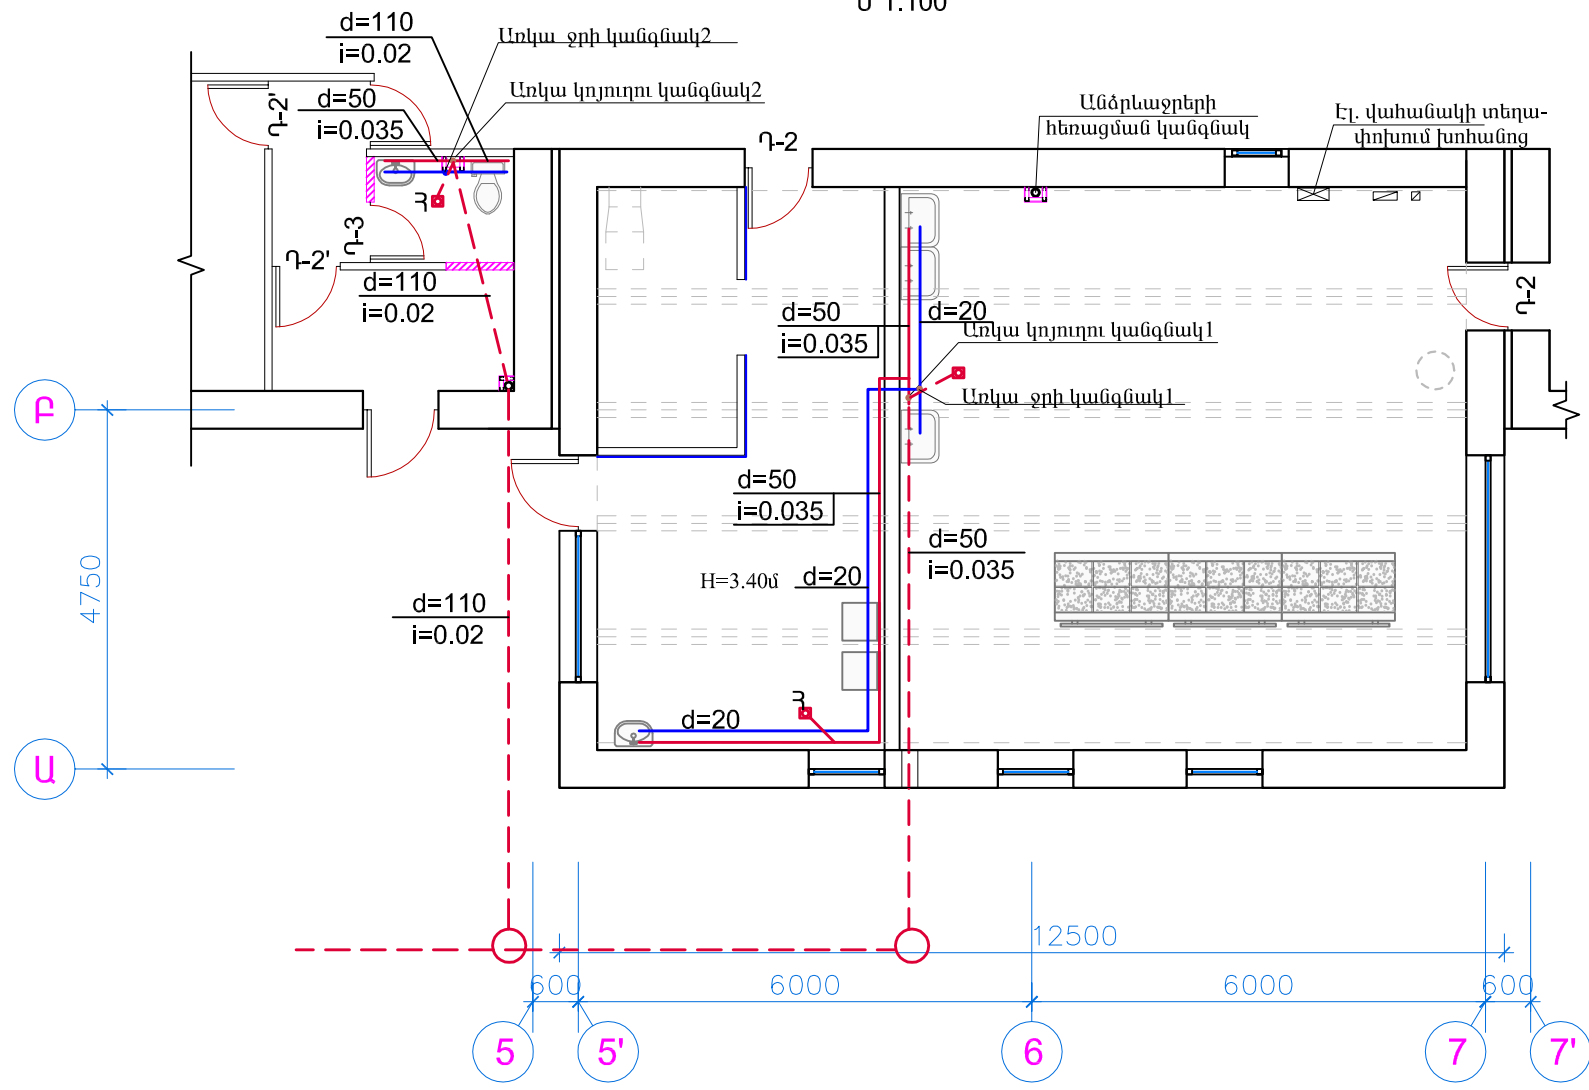 Մ 1:100
d=110
i=0.02
Առկա ջրի կանգնակ2
Առկա կոյուղու կանգնակ2
d=50
i=0.035
Դ-2'
Դ-2
Անձրևաջրերի
հեռացման կանգնակ
Էլ. վահանակի տեղա-
փոխում խոհանոց
Դ-3
Դ-2'
d=110
i=0.02
d=50
i=0.035
d=20
Առկա կոյուղու կանգնակ1
Առկա ջրի կանգնակ1
Դ-2
Բ
d=50
i=0.035
d=50
i=0.035
H=3.40մ
d=20
4750
d=110
i=0.02
d=20
Ա
12500
600
6000
6000
600
5
5'
6
7
7'